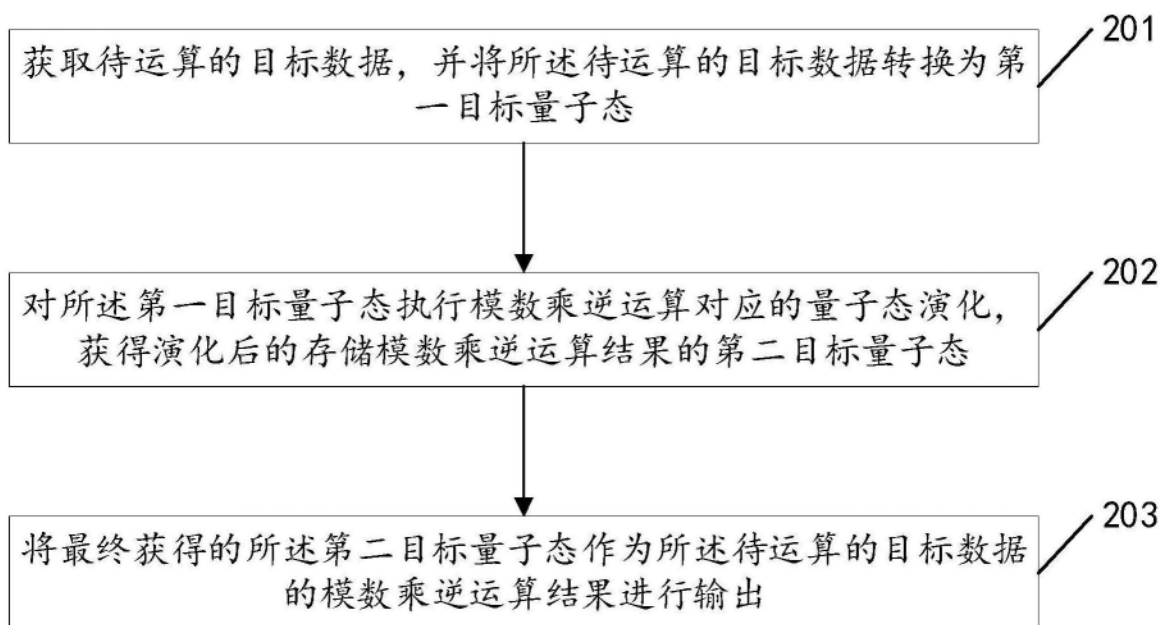 201
获取待运算的目标数据，并将所述待运算的目标数据转换为第
一目标量子态
202
对所述第一目标量子态执行模数乘逆运算对应的量子态演化，
获得演化后的存储模数乘逆运算结果的第二目标量子态
203
将最终获得的所述第二目标量子态作为所述待运算的目标数据
的模数乘逆运算结果进行输出